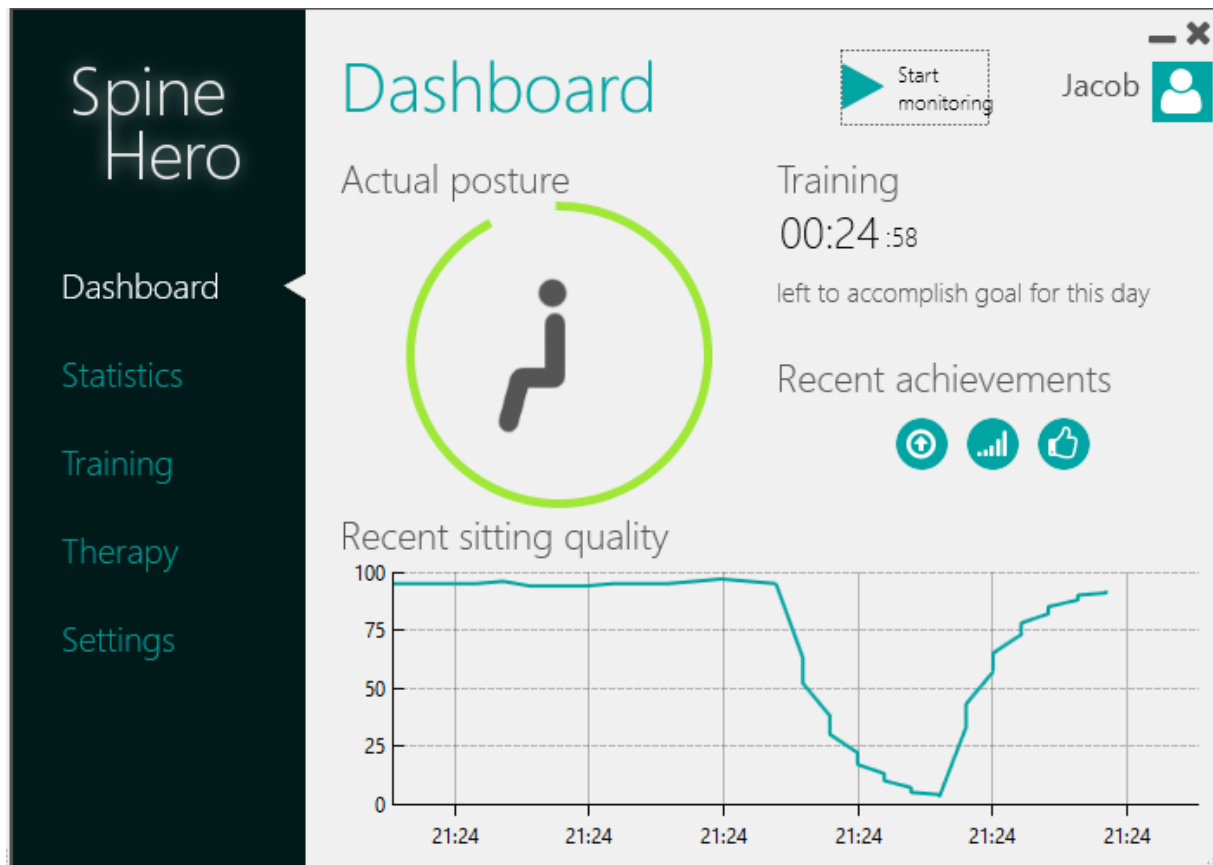 Spine
Hero
Dashboard
Statistics
Training
Therapy
Settings
Dashboard
Start
monitoring
Jacob
Actual posture
Training
00:24 :58
left to accomplish goal for this day
Recent achievements
Recent sitting quality
100
75
50
25
0
21:24 21:24 21:24 21:24 21:24 21:24